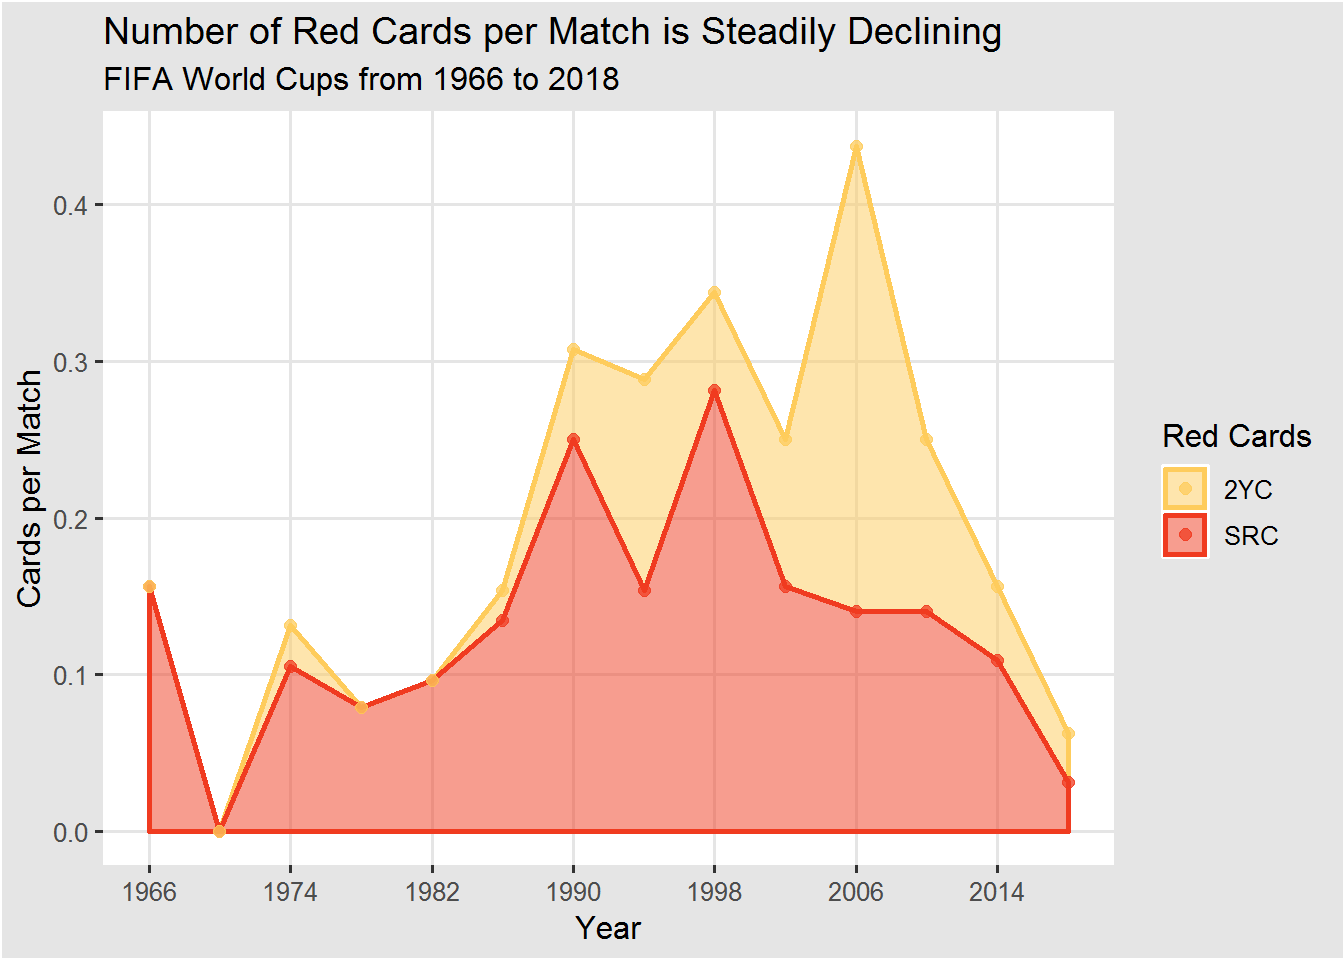 Number of Red Cards per Match is Steadily Declining
FIFA World Cups from 1966 to 2018
Cards per Match
0.4
0.3
0.2
0.1
0.0
1966 1974 1982 1990 1998 2006 2014
Year
Red Cards
2YC
SRC